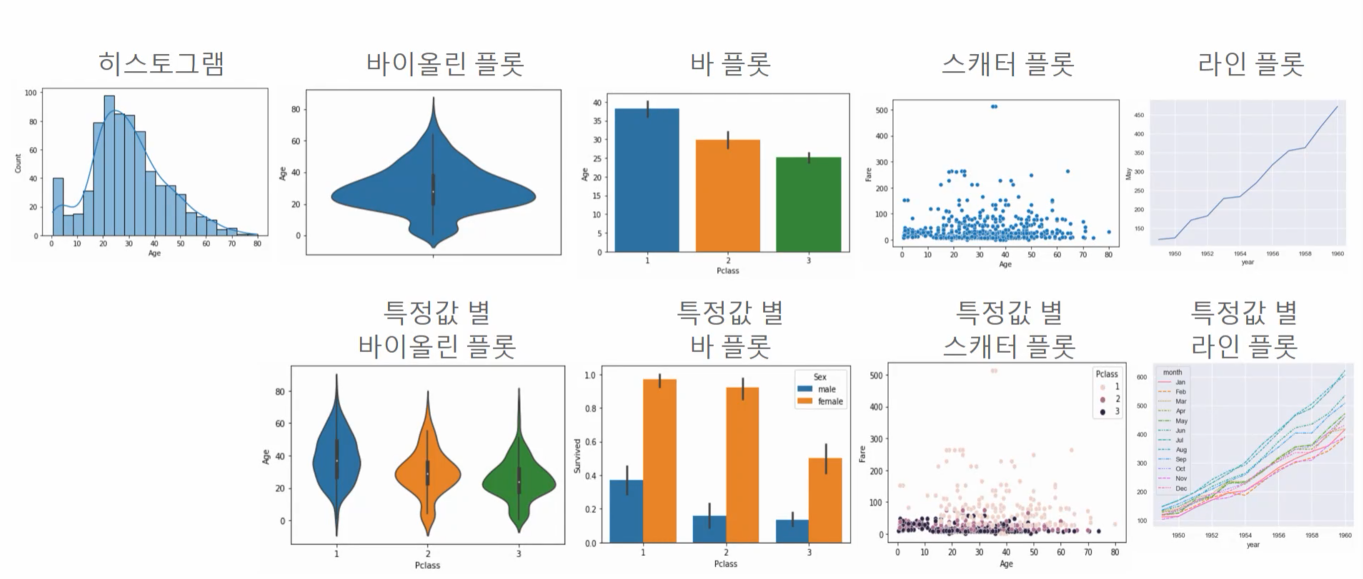 히스토그램
바이올린 플롯
바 플롯
스캐터 플롯
라인 플롯
100
80
60
40
20
0
Count
0 10 20 30 40 50 60 70 80
Age
80
60
40
20
0
Age
40
35
30
25
20
15
10
5
0
Age
1 2 3
Pclass
500
400
300
200
100
0
Fare
0 10 20 30 40 50 60 70 80
Age
450
400
350
300
250
200
150
May
1950 1952 1954 1956 1958 1960
year
특정값 별
바이올린 플롯
특정값 별
바 플롯
특정값 별
스캐터 플롯
특정값 별
라인 플롯
80
60
40
20
0
Age
1 2 3
Pclass
1.0
0.8
0.6
0.4
0.2
0.0
Survived
Sex
male
female
1 2 3
Pclass
500
400
300
200
100
0
Fare
Pclass
1
2
3
0 10 20 30 40 50 60 70 80
Age
600
500
400
300
200
100
month
Jan
Feb
Mar
Apr
May
Jun
Jul
Aug
Sep
Oct
Nov
Dec
1950 1952 1954 1956 1958 1960
year